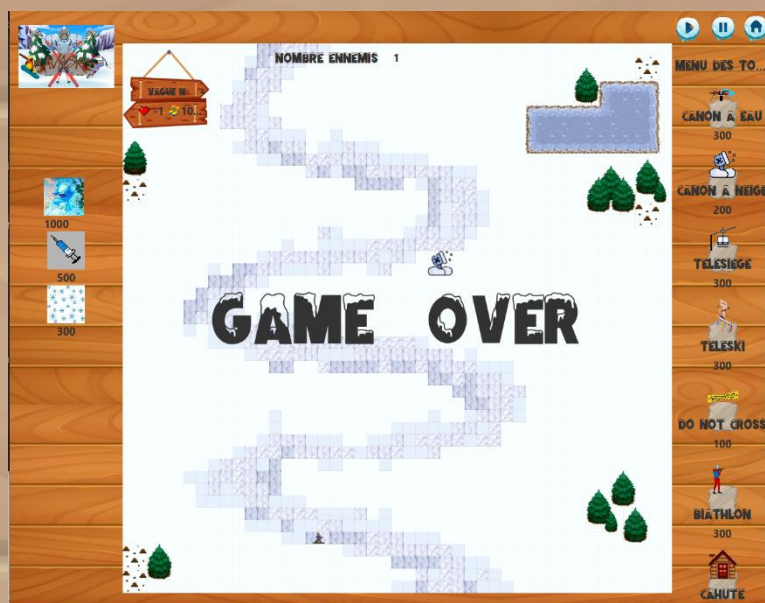 NOMBRE ENNEMIS 1
VAGUE N°
-1 10...
1000
500
300
GAME OVER
MENU DES TO...
CANON À EAU
300
CANON À NEIGE
200
TELESIEGE
300
TELESKI
300
DO NOT CROSS
100
BIATHLON
300
CAHUTE